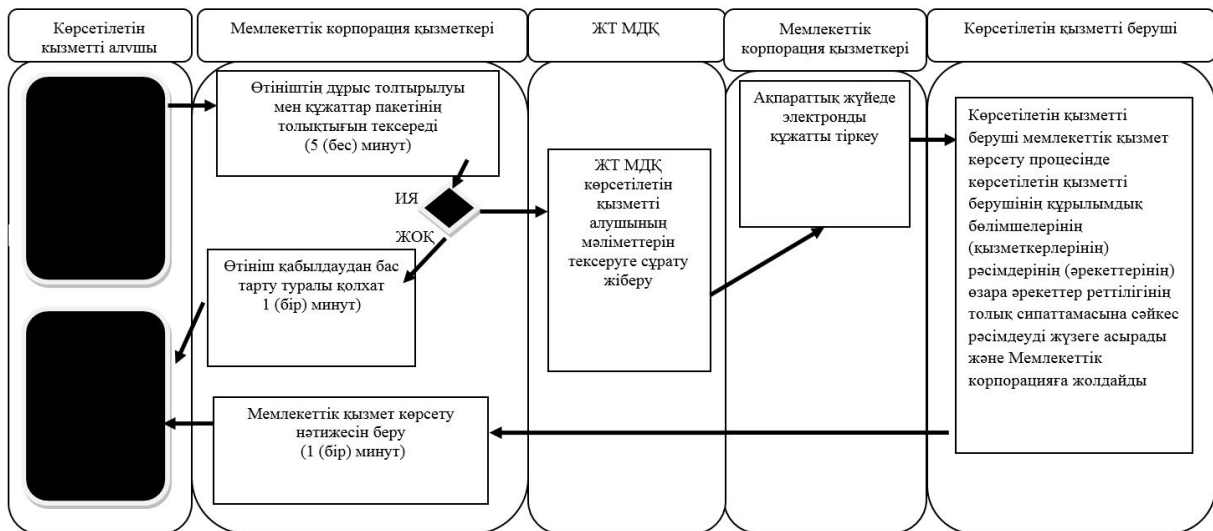 Көрсетілетін
қызметті алушы
Мемлекеттік корпорация қызметкері
ЖТ МДҚ
Мемлекеттік
корпорация қызметкері
Көрсетілетін қызметті беруші
Өтініштің дұрыс толтырылуы
мен құжаттар пакетінің
толықтығын тексереді
(5 (бес) минут)
ИЯ
ЖОҚ
Өтініш қабылдаудан бас
тарту туралы қолхат
1 (бір) минут)
Мемлекеттік қызмет көрсету
нәтижесін беру
(1 (бір) минут)
ЖТ МДҚ
көрсетілетін
қызметті
алушының
мәліметтерін
тексеруге сұрату
жіберу
Ақпараттық жүйеде
электронды
құжатты тіркеу
Көрсетілетін қызметті
беруші мемлекеттік қызмет
көрсету процесінде
көрсетілетін қызметті
берушінің құрылымдық
бөлімшелерінің
(қызметкерлерінің)
рәсімдерінің (әрекеттерінің)
өзара әрекеттер реттілігінің
толық сипаттамасына сәйкес
рәсімдеуді жүзеге асырады
және Мемлекеттік
корпорацияға жолдайды